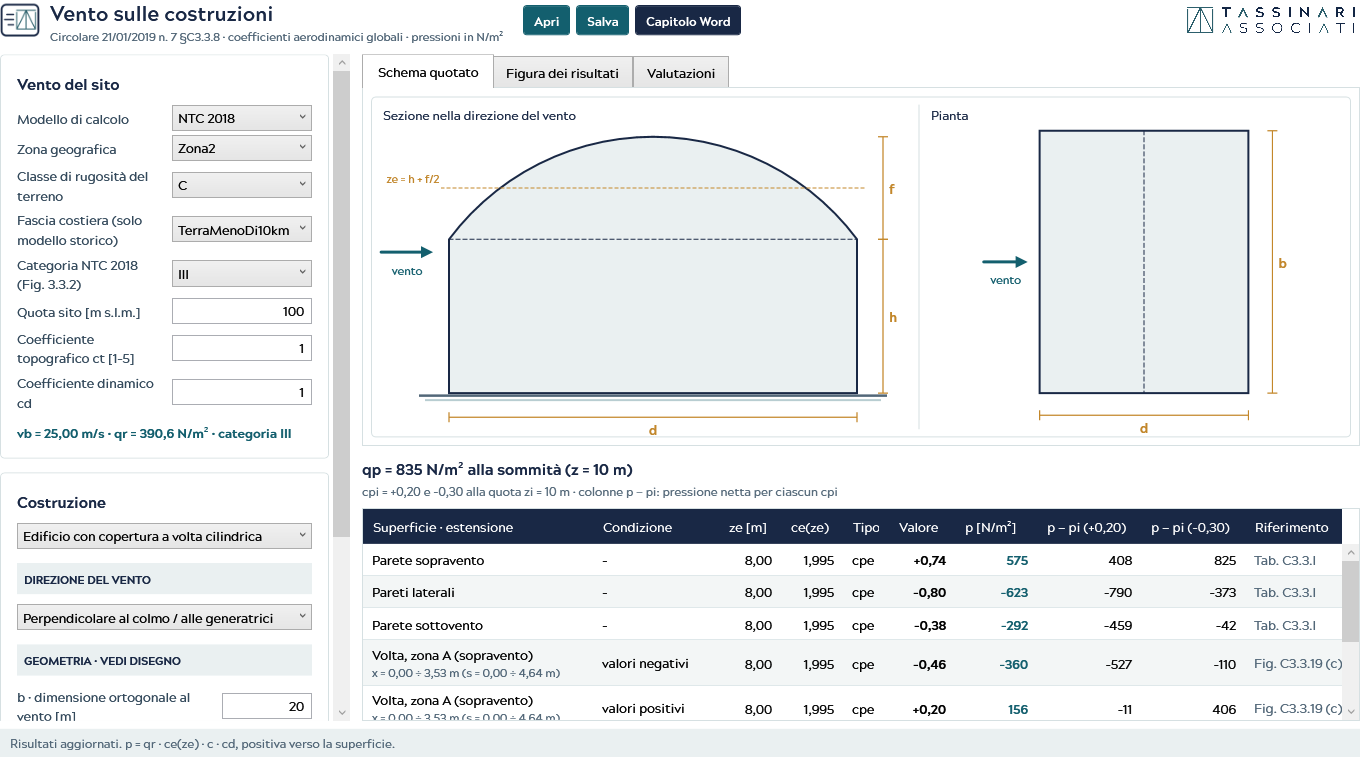 Vento sulle costruzioni
Circolare 21/01/2019 n. 7 §C3.3.8 · coefficienti aerodinamici globali · pressioni in N/m²
Apri
Salva
Capitolo Word
TASSINARI
ASSOCIATI
Vento del sito
Modello di calcolo
NTC 2018
Zona geografica
Zona2
Classe di rugosità del
terreno
C
Fascia costiera (solo
modello storico)
TerraMenoDi10km
Categoria NTC 2018
(Fig. 3.3.2)
III
Quota sito [m s.l.m.]
100
Coefficiente
topografico ct [1-5]
1
Coefficiente dinamico
cd
1
vb = 25,00 m/s · qr = 390,6 N/m² · categoria III
Costruzione
Edificio con copertura a volta cilindrica
DIREZIONE DEL VENTO
Perpendicolare al colmo / alle generatrici
GEOMETRIA · VEDI DISEGNO
b · dimensione ortogonale al
vento [m]
20
Schema quotato
Figura dei risultati
Valutazioni
Sezione nella direzione del vento
ze = h + f/2
f
vento
h
d
Pianta
vento
b
d
qp = 835 N/m² alla sommità (z = 10 m)
cpi = +0,20 e -0,30 alla quota zi = 10 m · colonne p – pi: pressione netta per ciascun cpi
Superficie · estensione Condizione ze [m] ce(ze) Tipo Valore p [N/m²] p – pi (+0,20) p – pi (-0,30) Riferimento
Parete sopravento - 8,00 1,995 cpe +0,74 575 408 825 Tab. C3.3.I
Pareti laterali - 8,00 1,995 cpe -0,80 -623 -790 -373 Tab. C3.3.I
Parete sottovento - 8,00 1,995 cpe -0,38 -292 -459 -42 Tab. C3.3.I
Volta, zona A (sopravento)
x = 0,00 ÷ 3,53 m (s = 0,00 ÷ 4,64 m)
valori negativi 8,00 1,995 cpe -0,46 -360 -527 -110 Fig. C3.3.19 (c)
Volta, zona A (sopravento)
x = 0,00 ÷ 3,53 m (s = 0,00 ÷ 4,64 m)
valori positivi 8,00 1,995 cpe +0,20 156 -11 406 Fig. C3.3.19 (c)
Risultati aggiornati. p = qr · ce(ze) · c · cd, positiva verso la superficie.